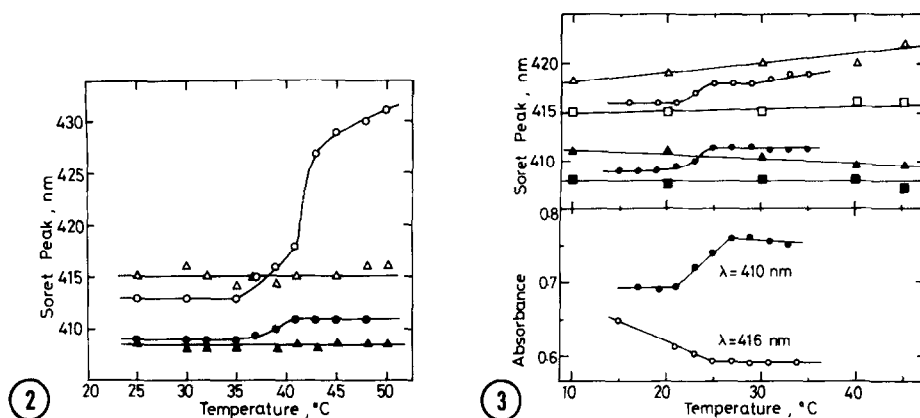 Soret Peak, nm
430
425
420
415
410
20 25 30 35 40 45 50
Temperature, °C
2
Soret Peak, nm
420
415
410
0.8
0.7
0.6
Absorbance
λ=410 nm
λ=416 nm
10 20 30 40
Temperature, °C
3